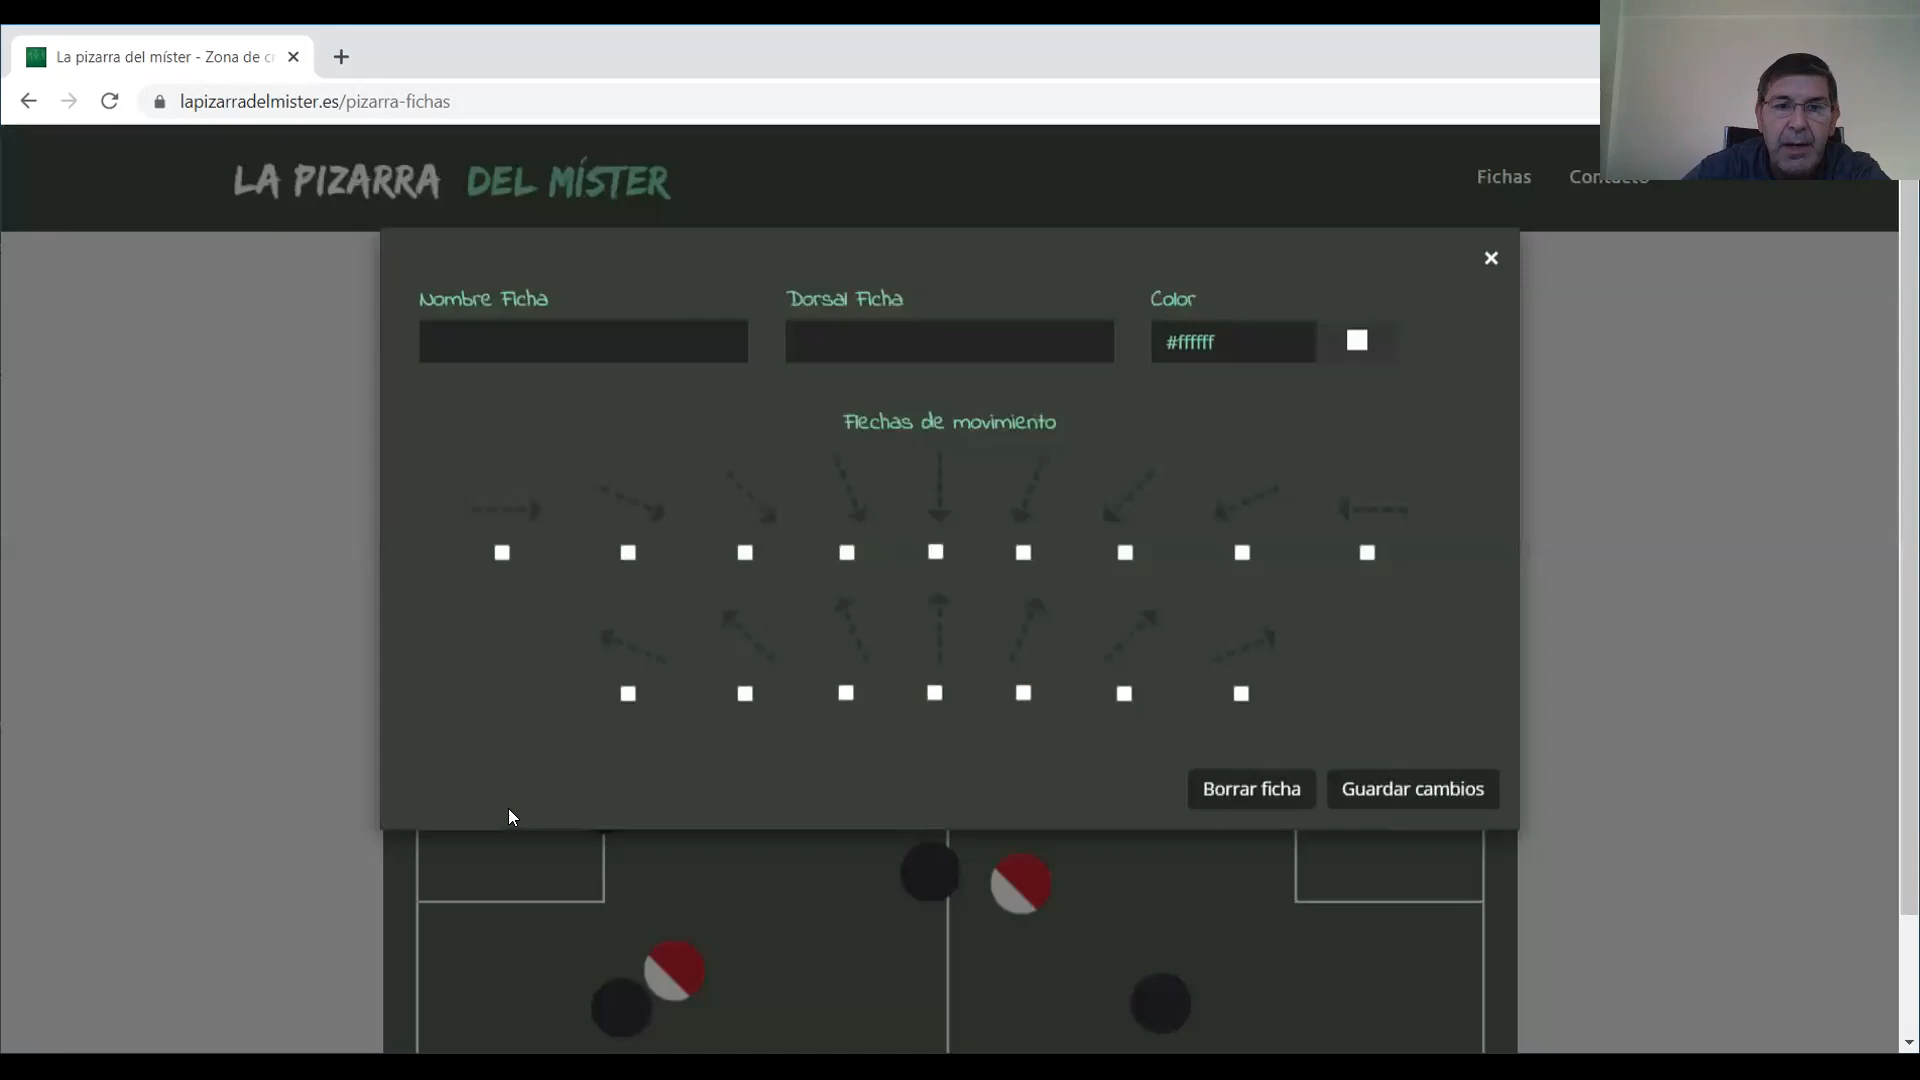 La pizarra del míster - Zona de c
lapizarradelmister.es/pizarra-fichas
LA PIZARRA DEL MÍSTER
Fichas
Contacto
Nombre Ficha
Dorsal Ficha
Color
#ffffff
Flechas de movimiento
Borrar ficha
Guardar cambios